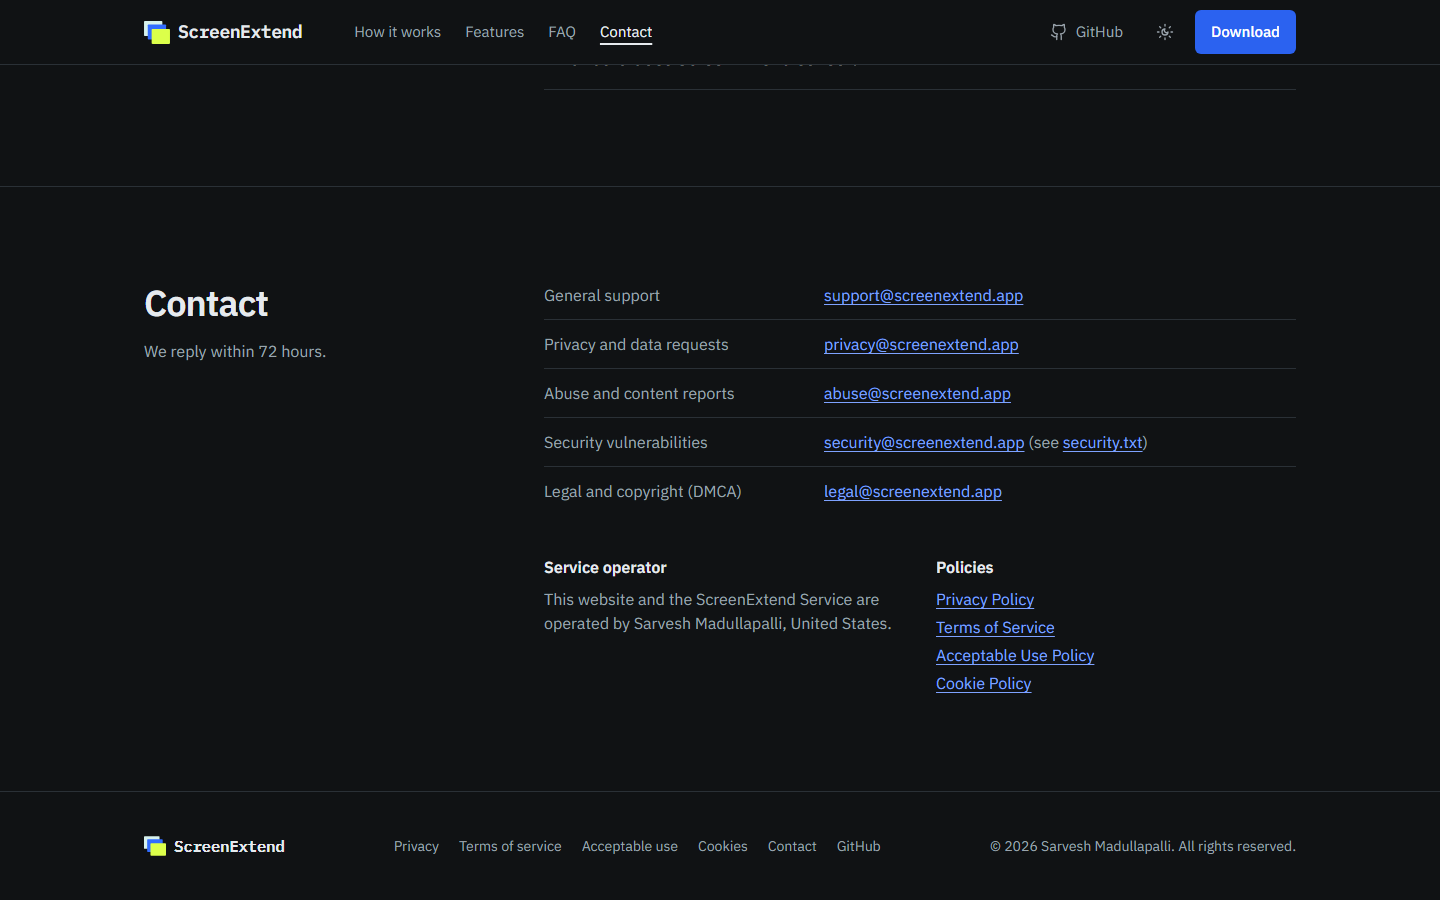 ScreenExtend How it works Features FAQ Contact GitHub Download
Contact
We reply within 72 hours.
General support support@screenextend.app
Privacy and data requests privacy@screenextend.app
Abuse and content reports abuse@screenextend.app
Security vulnerabilities security@screenextend.app (see security.txt)
Legal and copyright (DMCA) legal@screenextend.app
Service operator
This website and the ScreenExtend Service are
operated by Sarvesh Madullapalli, United States.
Policies
Privacy Policy
Terms of Service
Acceptable Use Policy
Cookie Policy
ScreenExtend Privacy Terms of service Acceptable use Cookies Contact GitHub © 2026 Sarvesh Madullapalli. All rights reserved.